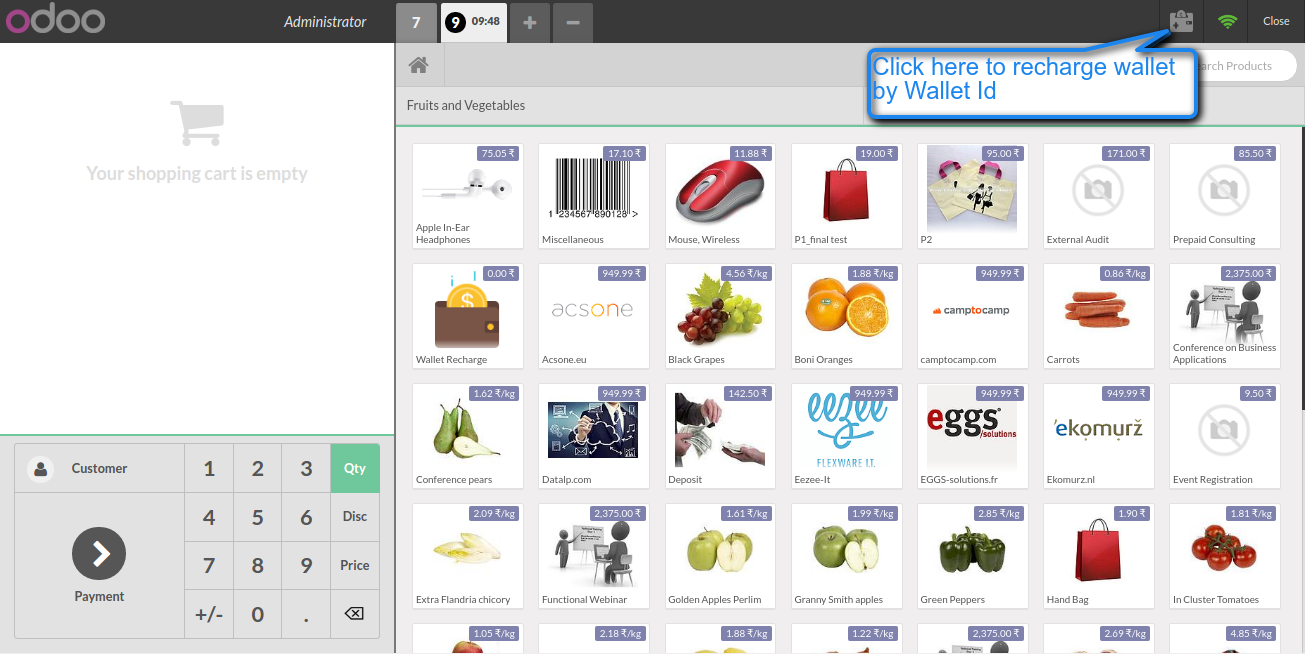 odoo
Administrator
7
9 09:48
Close
Click here to recharge wallet
by Wallet Id
rch Products
Fruits and Vegetables
Your shopping cart is empty
75.05 ₹
Apple In-Ear
Headphones
17.10 ₹
1 234567 890128 >
Miscellaneous
11.88 ₹
Mouse, Wireless
19.00 ₹
P1_final test
95.00 ₹
P2
171.00 ₹
External Audit
85.50 ₹
Prepaid Consulting
0.00 ₹
Wallet Recharge
949.99 ₹
acsone
Acsone.eu
4.56 ₹/kg
Black Grapes
1.88 ₹/kg
Boni Oranges
949.99 ₹
camptocamp
camptocamp.com
0.86 ₹/kg
Carrots
2,375.00 ₹
Conference on Business
Applications
1.62 ₹/kg
Conference pears
949.99 ₹
Datalp.com
142.50 ₹
Deposit
949.99 ₹
eezee
FLEXWARE I.T.
Eezee-It
949.99 ₹
eggs
/solutions
EGGS-solutions.fr
949.99 ₹
ekomurž
Ekomurz.nl
9.50 ₹
Event Registration
2.09 ₹/kg
Extra Flandria chicory
2,375.00 ₹
Functional Webinar
1.61 ₹/kg
Golden Apples Perlim
1.99 ₹/kg
Granny Smith apples
2.85 ₹/kg
Green Peppers
1.90 ₹
Hand Bag
1.81 ₹/kg
In Cluster Tomatoes
1.05 ₹/kg
2.18 ₹/kg
1.88 ₹/kg
1.22 ₹/kg
2,375.00 ₹
2.69 ₹/kg
4.85 ₹/kg
Customer
Payment
1 2 3 Qty
4 5 6 Disc
7 8 9 Price
+/- 0 .